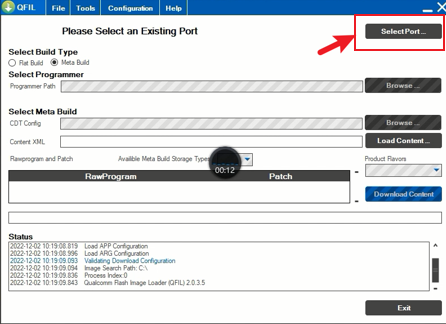 QFIL File Tools Configuration Help
Please Select an Existing Port
Select Port ...
Select Build Type
Flat Build Meta Build
Select Programmer
Programmer Path Browse ...
Select Meta Build
CDT Config Browse ...
Content XML Load Content ...
Rawprogram and Patch Availible Meta Build Storage Types Product Flavors
00:12
RawProgram Patch
Download Content
Status
2022-12-02 10:19:08.819 Load APP Configuration
2022-12-02 10:19:08.996 Load ARG Configuration
2022-12-02 10:19:09.093 Validating Download Configuration
2022-12-02 10:19:09.094 Image Search Path: C:\
2022-12-02 10:19:09.836 Process Index:0
2022-12-02 10:19:09.843 Qualcomm Flash Image Loader (QFIL) 2.0.3.5
Exit